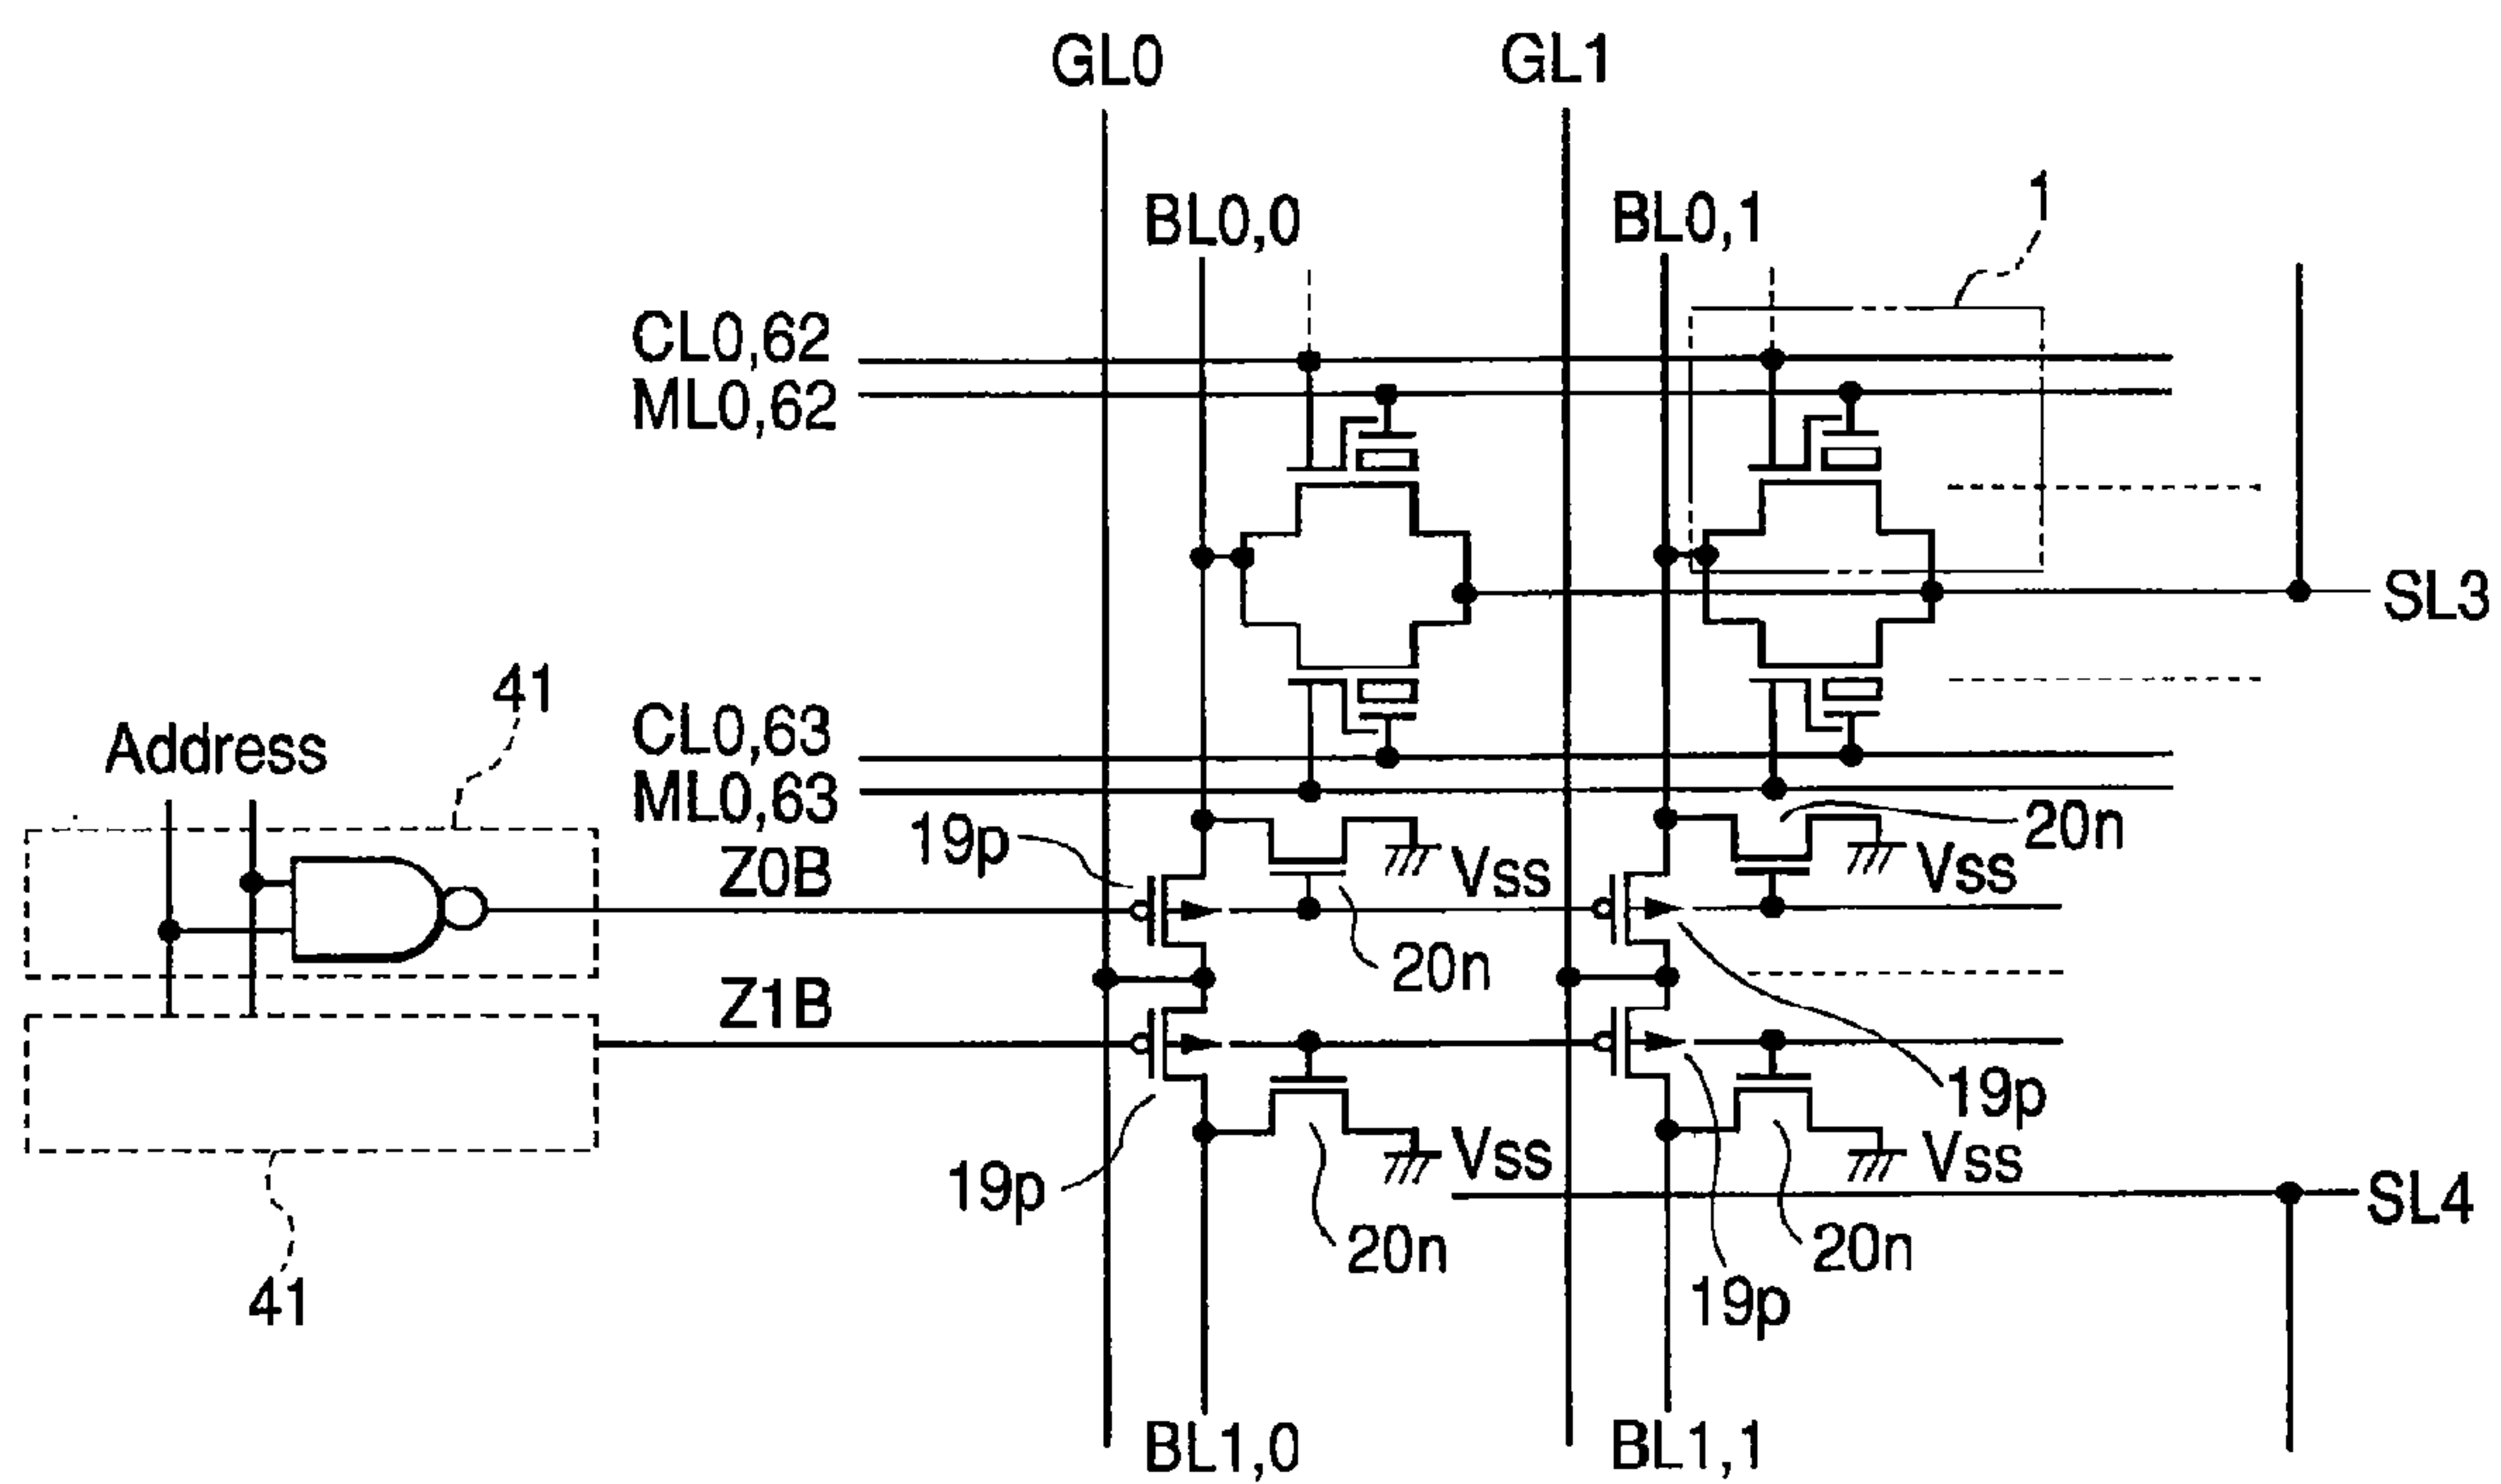 GL0
GL1
BL0,0
BL0,1
1
CL0,62
ML0,62
SL3
41
Address
CL0,63
ML0,63
19p
20n
Z0B
Vss
Vss
20n
Z1B
19p
19p
Vss
Vss
SL4
20n
20n
41
19p
BL1,0
BL1,1